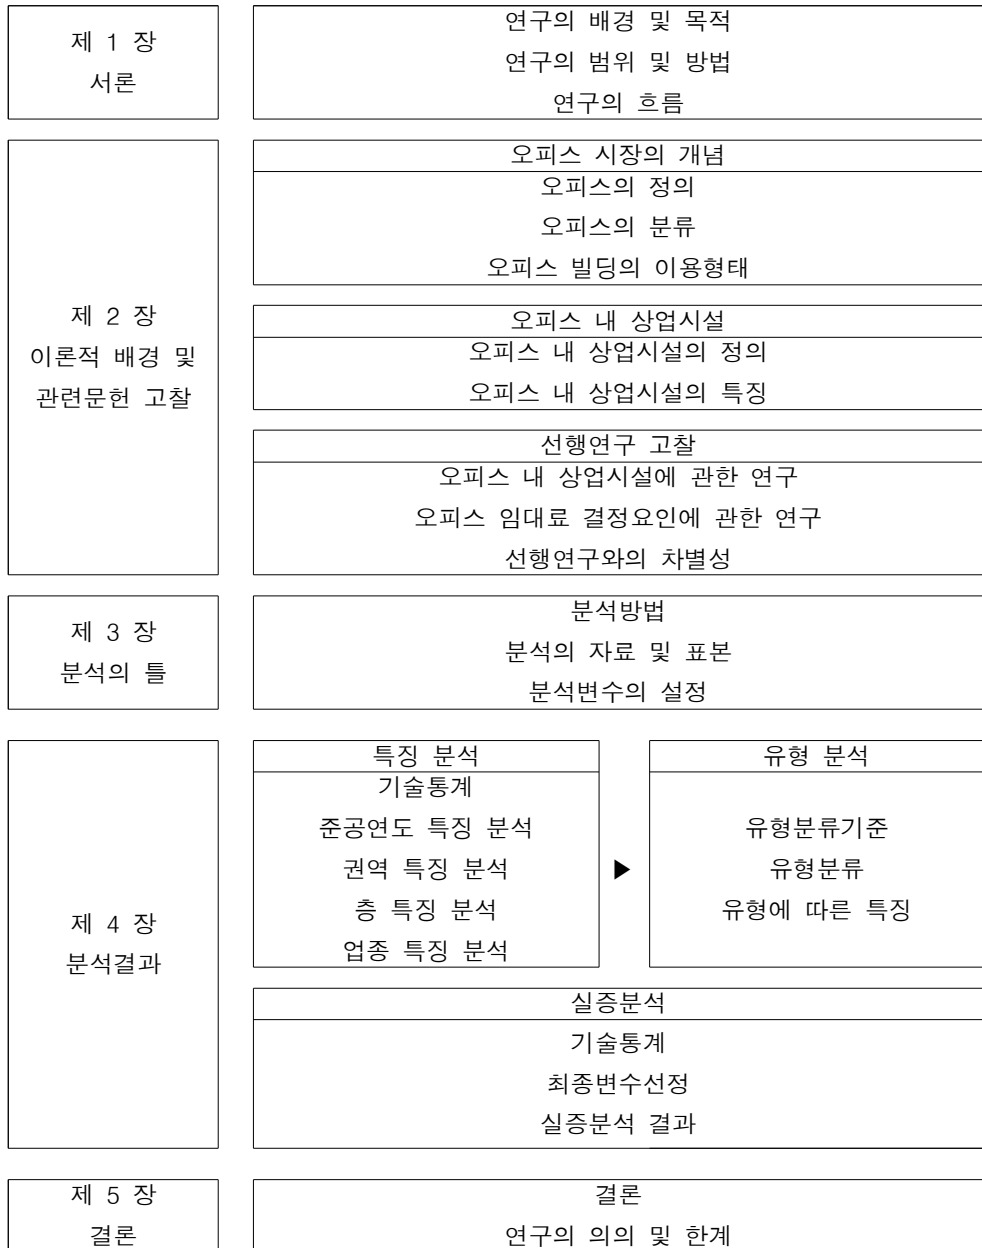 제 1 장
서론
연구의 배경 및 목적
연구의 범위 및 방법
연구의 흐름
제 2 장
이론적 배경 및
관련문헌 고찰
오피스 시장의 개념
오피스의 정의
오피스의 분류
오피스 빌딩의 이용형태
오피스 내 상업시설
오피스 내 상업시설의 정의
오피스 내 상업시설의 특징
선행연구 고찰
오피스 내 상업시설에 관한 연구
오피스 임대료 결정요인에 관한 연구
선행연구와의 차별성
제 3 장
분석의 틀
분석방법
분석의 자료 및 표본
분석변수의 설정
제 4 장
분석결과
특징 분석
기술통계
준공연도 특징 분석
권역 특징 분석
층 특징 분석
업종 특징 분석
▶
유형 분석
유형분류기준
유형분류
유형에 따른 특징
실증분석
기술통계
최종변수선정
실증분석 결과
제 5 장
결론
결론
연구의 의의 및 한계